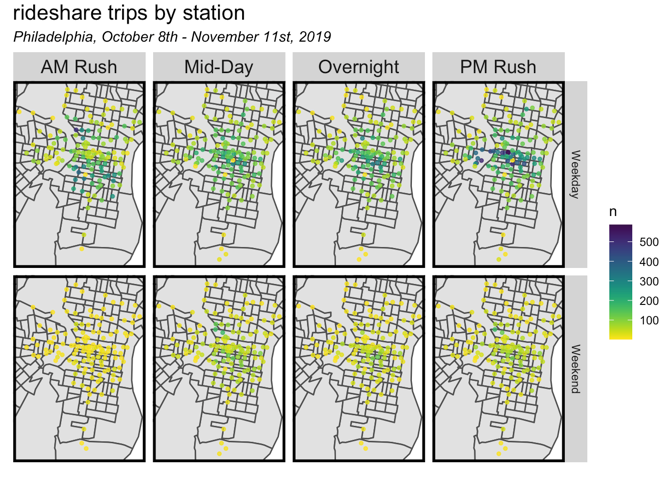 rideshare trips by station
Philadelphia, October 8th - November 11st, 2019
AM Rush
Mid-Day
Overnight
PM Rush
Weekday
Weekend
n
500
400
300
200
100